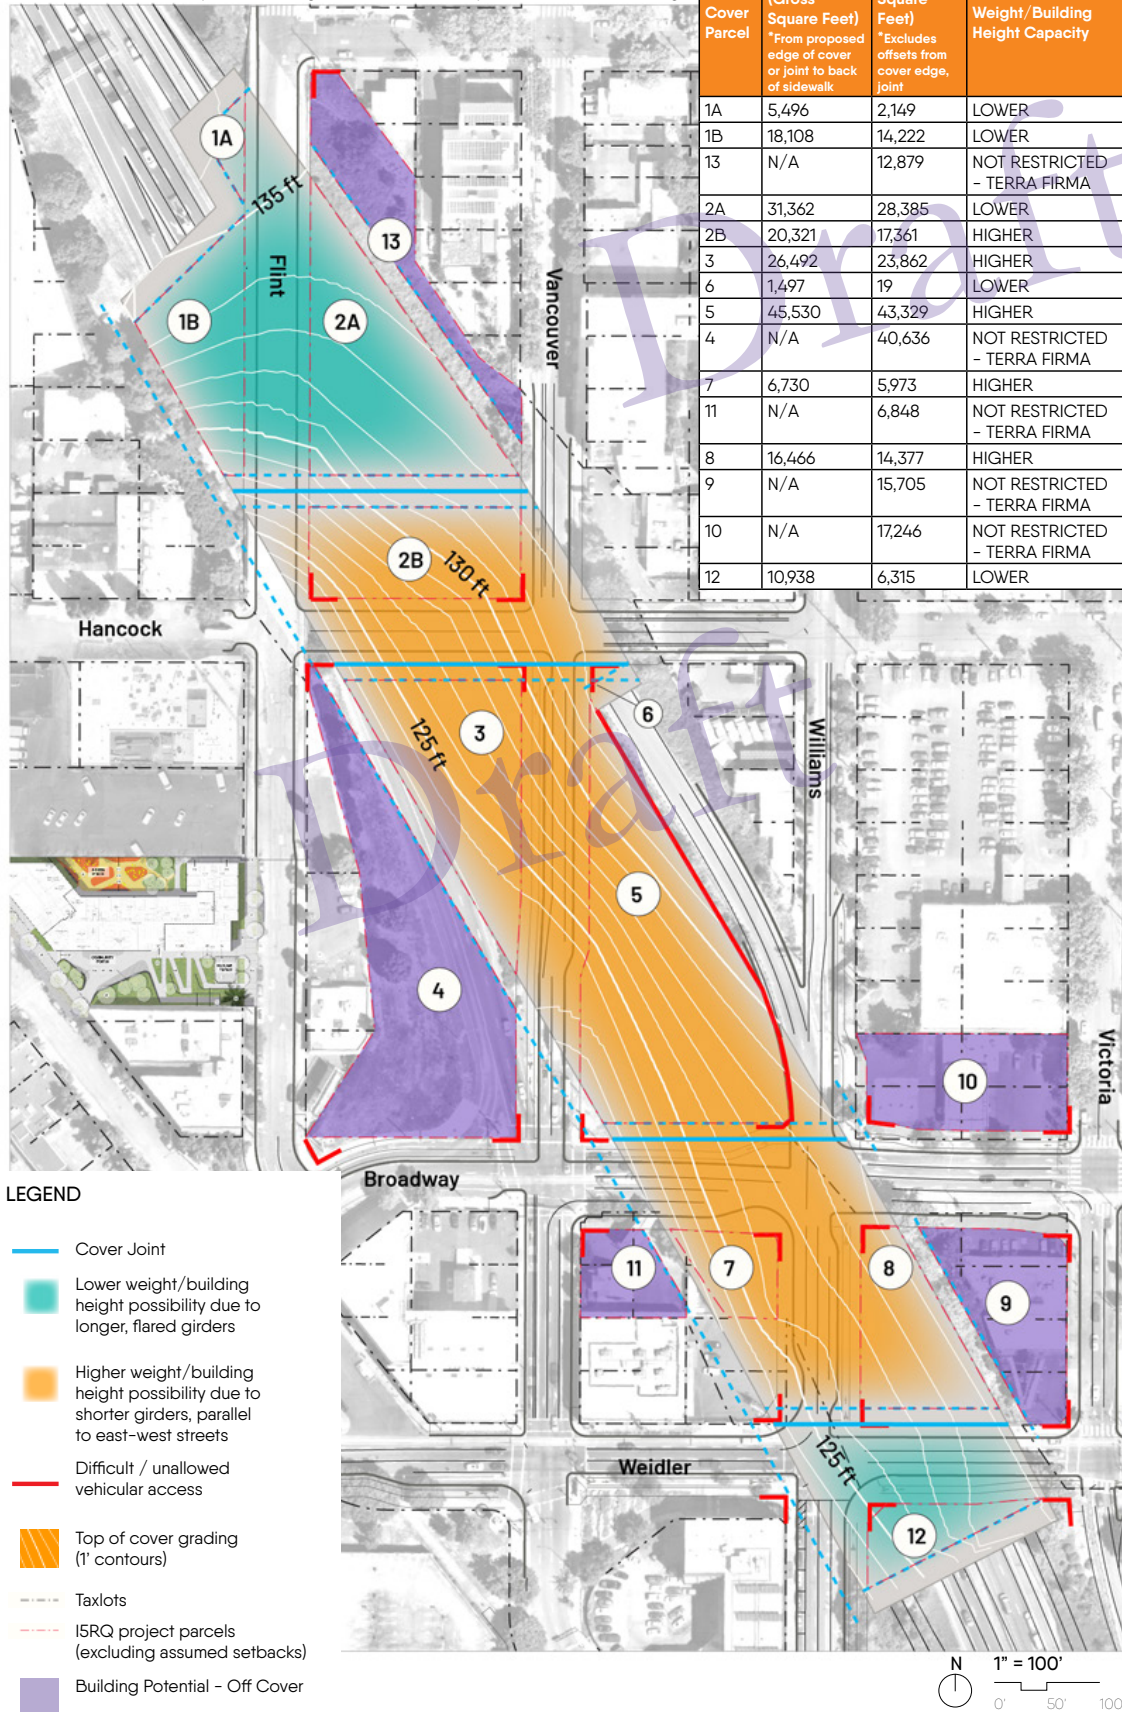 Cover
Parcel
(Gross
Square Feet)
*From proposed
edge of cover
or joint to back
of sidewalk
Square
Feet)
*Excludes
offsets from
cover edge,
joint
Weight/Building
Height Capacity
1A 5,496 2,149 LOWER
1B 18,108 14,222 LOWER
13 N/A 12,879 NOT RESTRICTED
- TERRA FIRMA
2A 31,362 28,385 LOWER
2B 20,321 17,361 HIGHER
3 26,492 23,862 HIGHER
6 1,497 19 LOWER
5 45,530 43,329 HIGHER
4 N/A 40,636 NOT RESTRICTED
- TERRA FIRMA
7 6,730 5,973 HIGHER
11 N/A 6,848 NOT RESTRICTED
- TERRA FIRMA
8 16,466 14,377 HIGHER
9 N/A 15,705 NOT RESTRICTED
- TERRA FIRMA
10 N/A 17,246 NOT RESTRICTED
- TERRA FIRMA
12 10,938 6,315 LOWER
Draft
1A
135 ft
13
Flint
Vancouver
1B
2A
2B
130 ft
Hancock
Draft
6
3
125 ft
Williams
5
4
10
Victoria
Broadway
11
7
8
9
Weidler
125 ft
12
LEGEND
Cover Joint
Lower weight/building
height possibility due to
longer, flared girders
Higher weight/building
height possibility due to
shorter girders, parallel
to east-west streets
Difficult / unallowed
vehicular access
Top of cover grading
(1' contours)
Taxlots
I5RQ project parcels
(excluding assumed setbacks)
Building Potential - Off Cover
N
1" = 100'
0' 50' 100